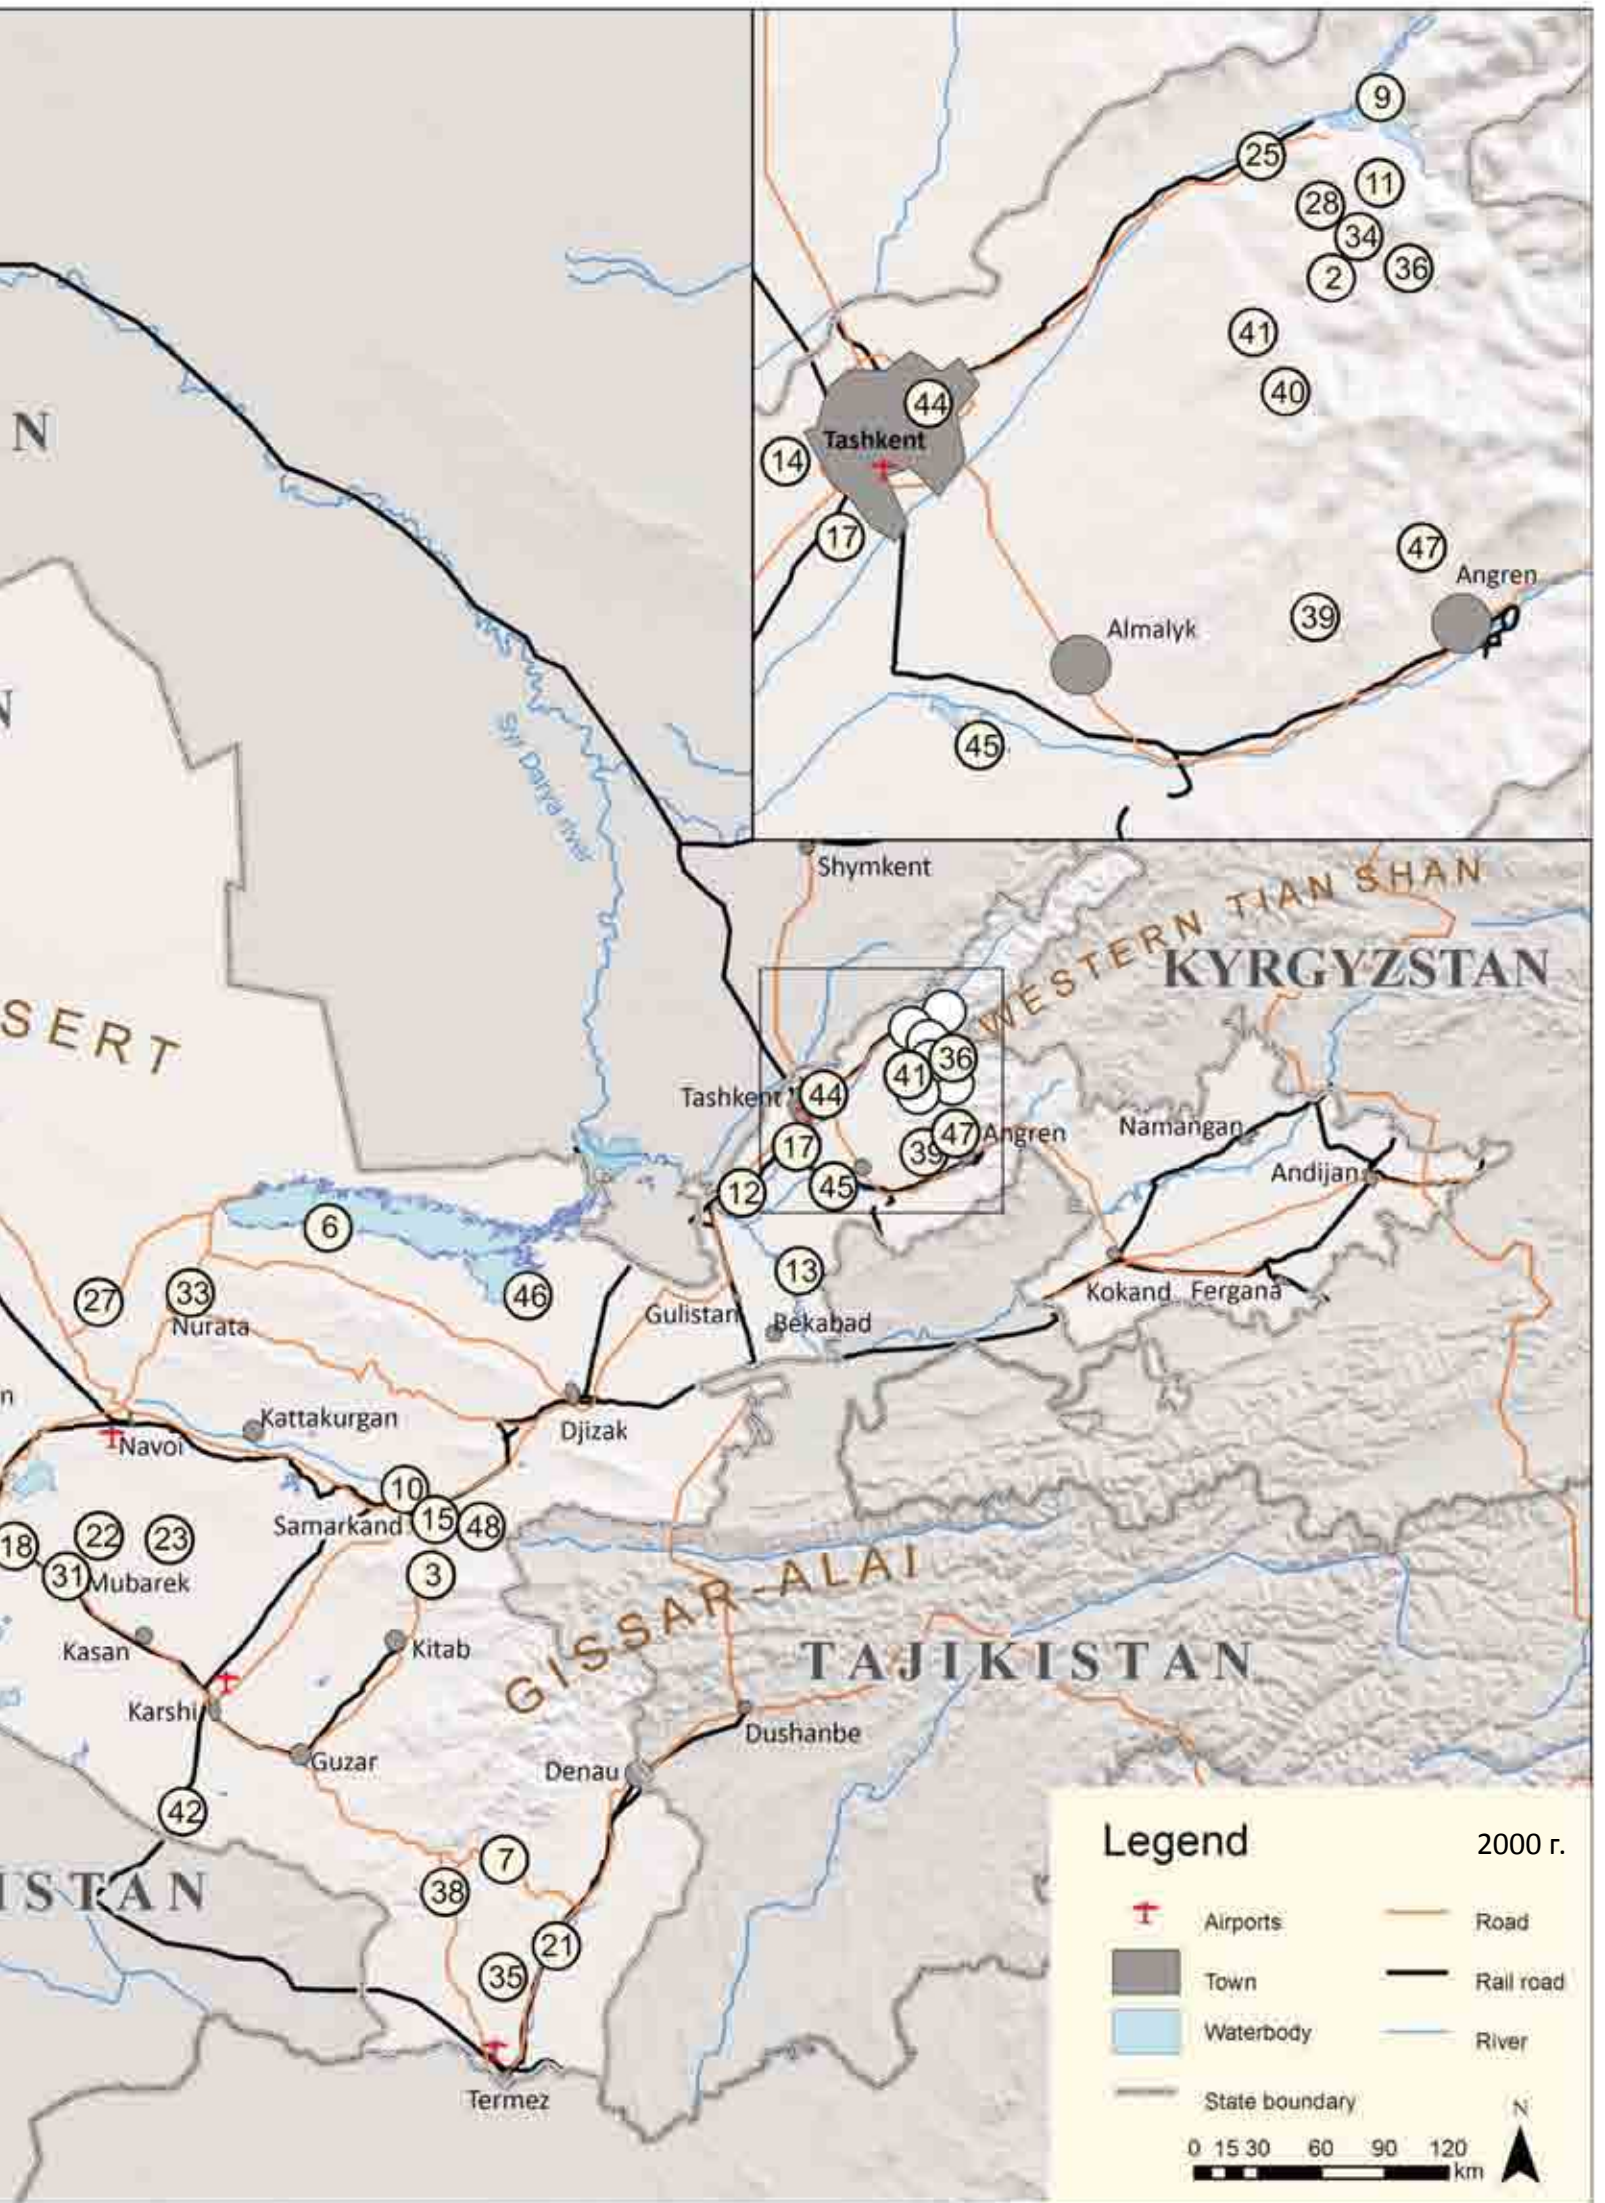 9
25
11
28
34
36
2
41
40
44
Tashkent
14
17
47
Angren
39
Almalyk
45
N
N
Syr Darya river
Shymkent
WESTERN TIAN SHAN
KYRGYZSTAN
SERT
36
41
Tashkent
44
17
39
47
Angren
12
45
Namangan
Andijan
6
13
46
27
33
Nurata
Gulistan
Bekabad
Kokand
Fergana
n
Kattakurgan
Navoi
Djizak
10
Samarkand
15
48
18
22
23
31
Mubarek
3
GISSAR-ALAI
TAJIKISTAN
Kasan
Kitab
Karshi
Dushanbe
Guzar
Denau
42
7
38
ISTAN
21
35
Termez
Legend
2000 г.
Airports
Road
Town
Rail road
Waterbody
River
State boundary
N
0 15 30 60 90 120
km